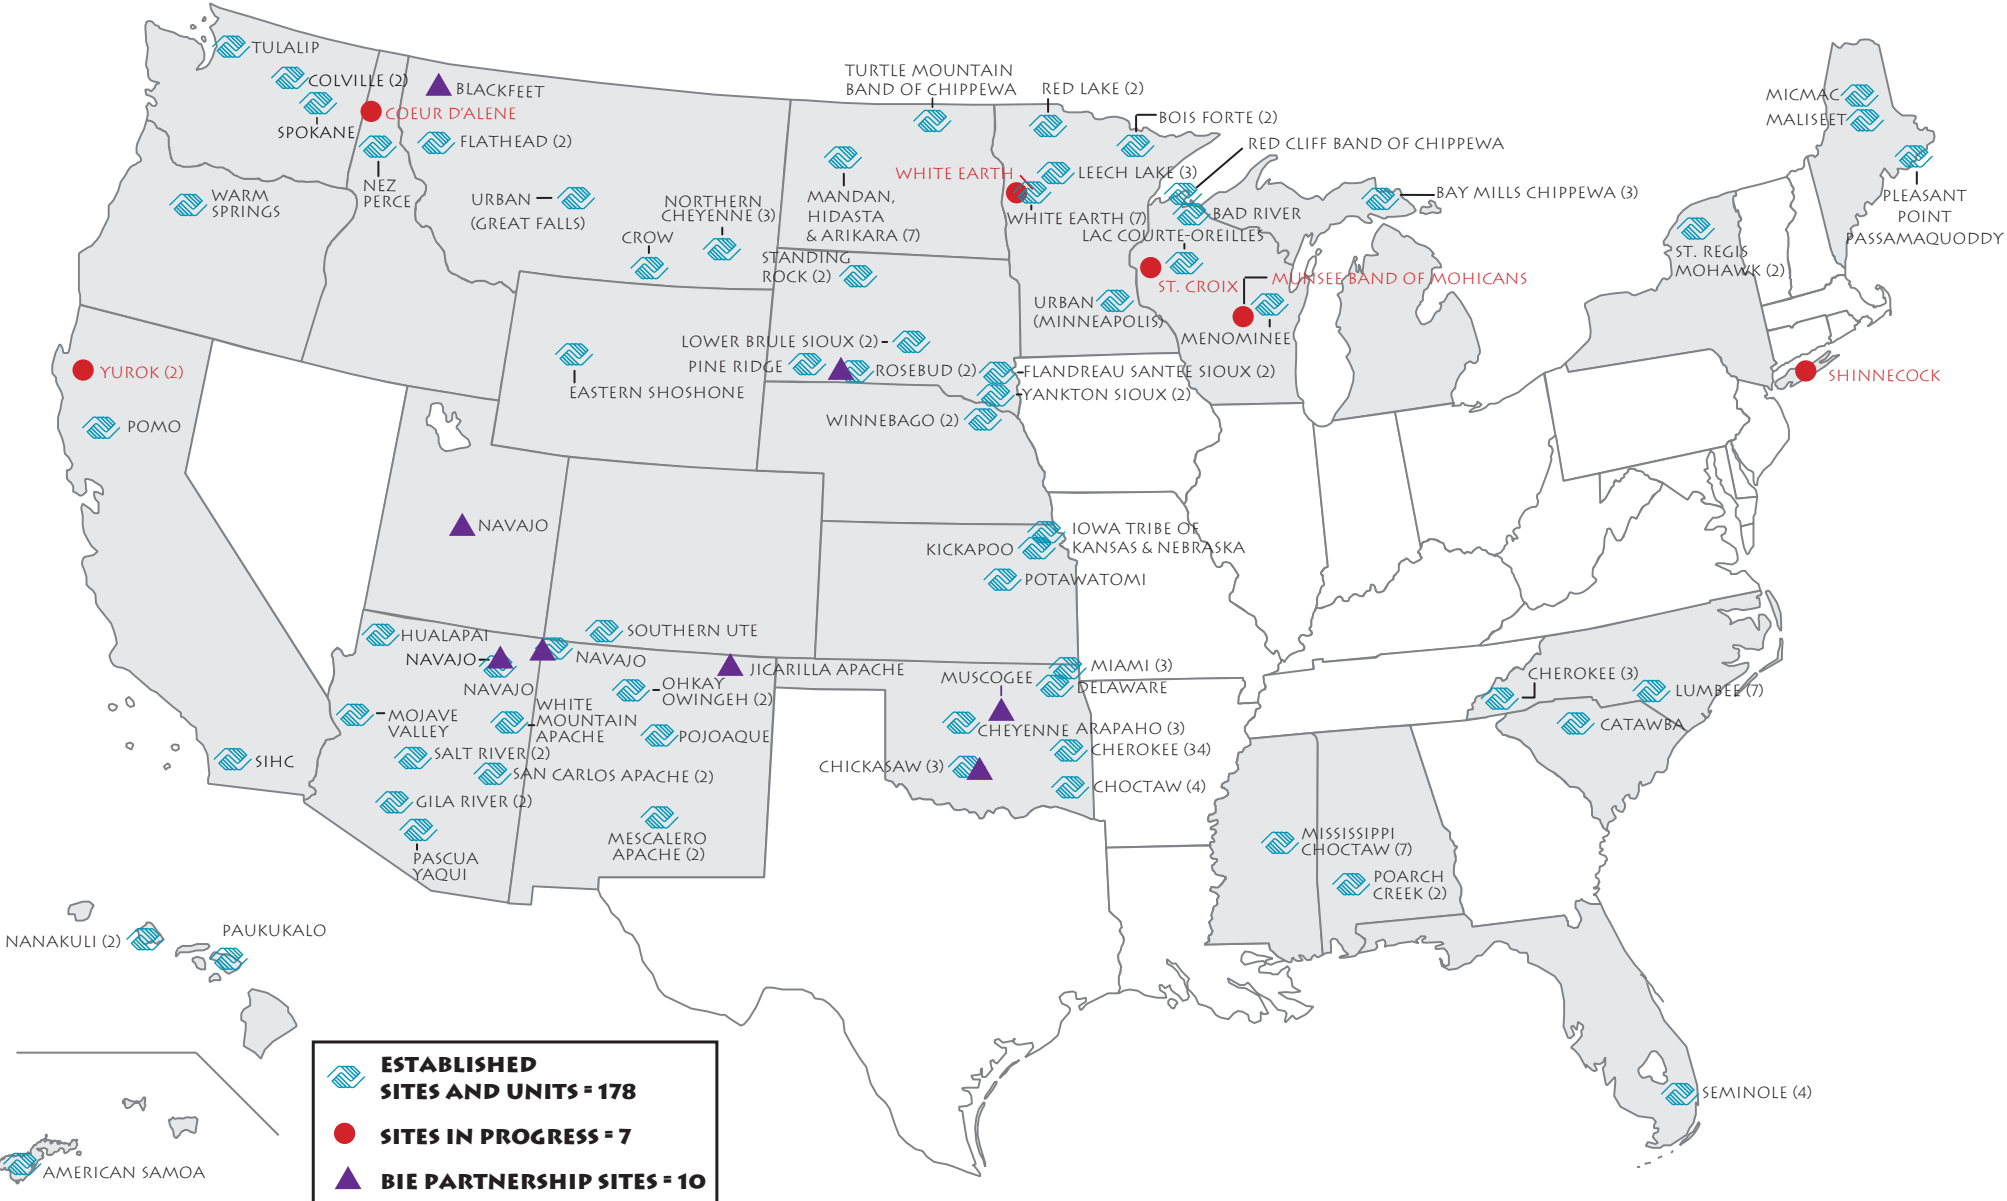 TULALIP
COLVILLE (2)
SPOKANE
BLACKFEET
COEUR D'ALENE
FLATHEAD (2)
NEZ
PERCE
WARM
SPRINGS
URBAN
(GREAT FALLS)
NORTHERN
CHEYENNE (3)
CROW
TURTLE MOUNTAIN
BAND OF CHIPPEWA
RED LAKE (2)
BOIS FORTE (2)
RED CLIFF BAND OF CHIPPEWA
WHITE EARTH
LEECH LAKE (3)
MANDAN,
HIDASTA
& ARIKARA (7)
WHITE EARTH (7)
BAD RIVER
LAC COURTE-OREILLES
BAY MILLS CHIPPEWA (3)
MICMAC
MALISEET
PLEASANT
POINT
PASSAMAQUODDY
ST. REGIS
MOHAWK (2)
STANDING
ROCK (2)
ST. CROIX
MUNSEE BAND OF MOHICANS
URBAN
(MINNEAPOLIS)
MENOMINEE
LOWER BRULE SIOUX (2)
PINE RIDGE
ROSEBUD (2)
FLANDREAU SANTEE SIOUX (2)
YANKTON SIOUX (2)
WINNEBAGO (2)
EASTERN SHOSHONE
YUROK (2)
POMO
SHINNECOCK
NAVAJO
IOWA TRIBE OF
KANSAS & NEBRASKA
KICKAPOO
POTAWATOMI
HUALAPAI
NAVAJO
NAVAJO
SOUTHERN UTE
NAVAJO
JICARILLA APACHE
OHKAY
OWINGEH (2)
WHITE
MOUNTAIN
APACHE
POJOAQUE
MOJAVE
VALLEY
SALT RIVER (2)
SAN CARLOS APACHE (2)
SIHC
GILA RIVER (2)
PASCUA
YAQUI
MESCALERO
APACHE (2)
MUSCOGEE
MIAMI (3)
DELAWARE
CHEYENNE ARAPAHO (3)
CHEROKEE (34)
CHICKASAW (3)
CHOCTAW (4)
CHEROKEE (3)
LUMBEE (7)
CATAWBA
MISSISSIPPI
CHOCTAW (7)
POARCH
CREEK (2)
SEMINOLE (4)
NANAKULI (2)
PAUKUKALO
AMERICAN SAMOA
ESTABLISHED
SITES AND UNITS = 178
SITES IN PROGRESS = 7
BIE PARTNERSHIP SITES = 10